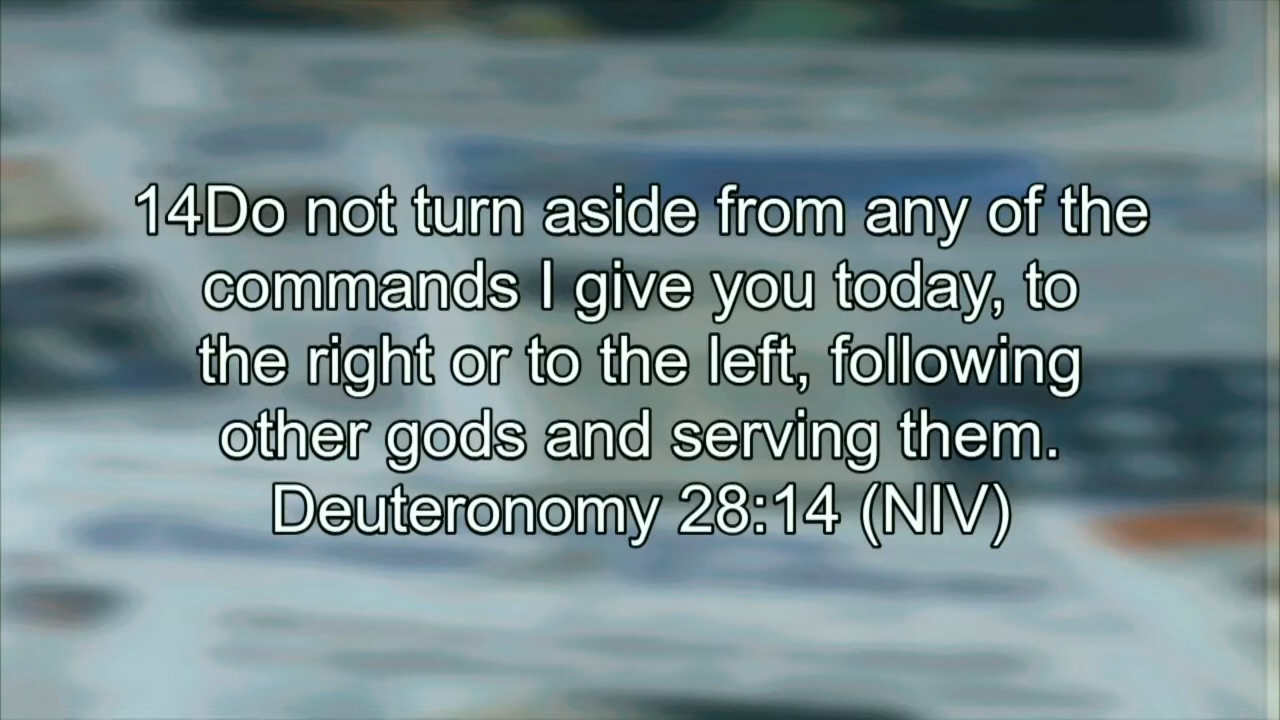 14Do not turn aside from any of the
commands I give you today, to
the right or to the left, following
other gods and serving them.
Deuteronomy 28:14 (NIV)